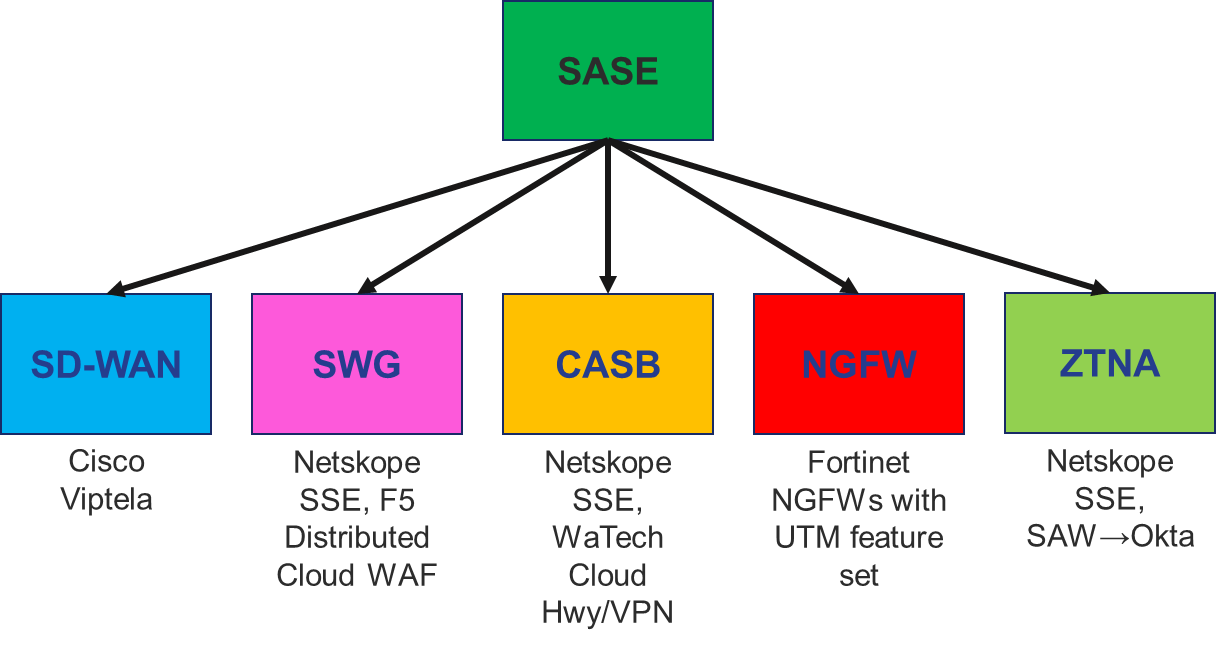 SASE
SD-WAN
SWG
CASB
NGFW
ZTNA
Cisco
Viptela
Netskope
SSE, F5
Distributed
Cloud WAF
Netskope
SSE,
WaTech
Cloud
Hwy/VPN
Fortinet
NGFWs with
UTM feature
set
Netskope
SSE,
SAW→Okta